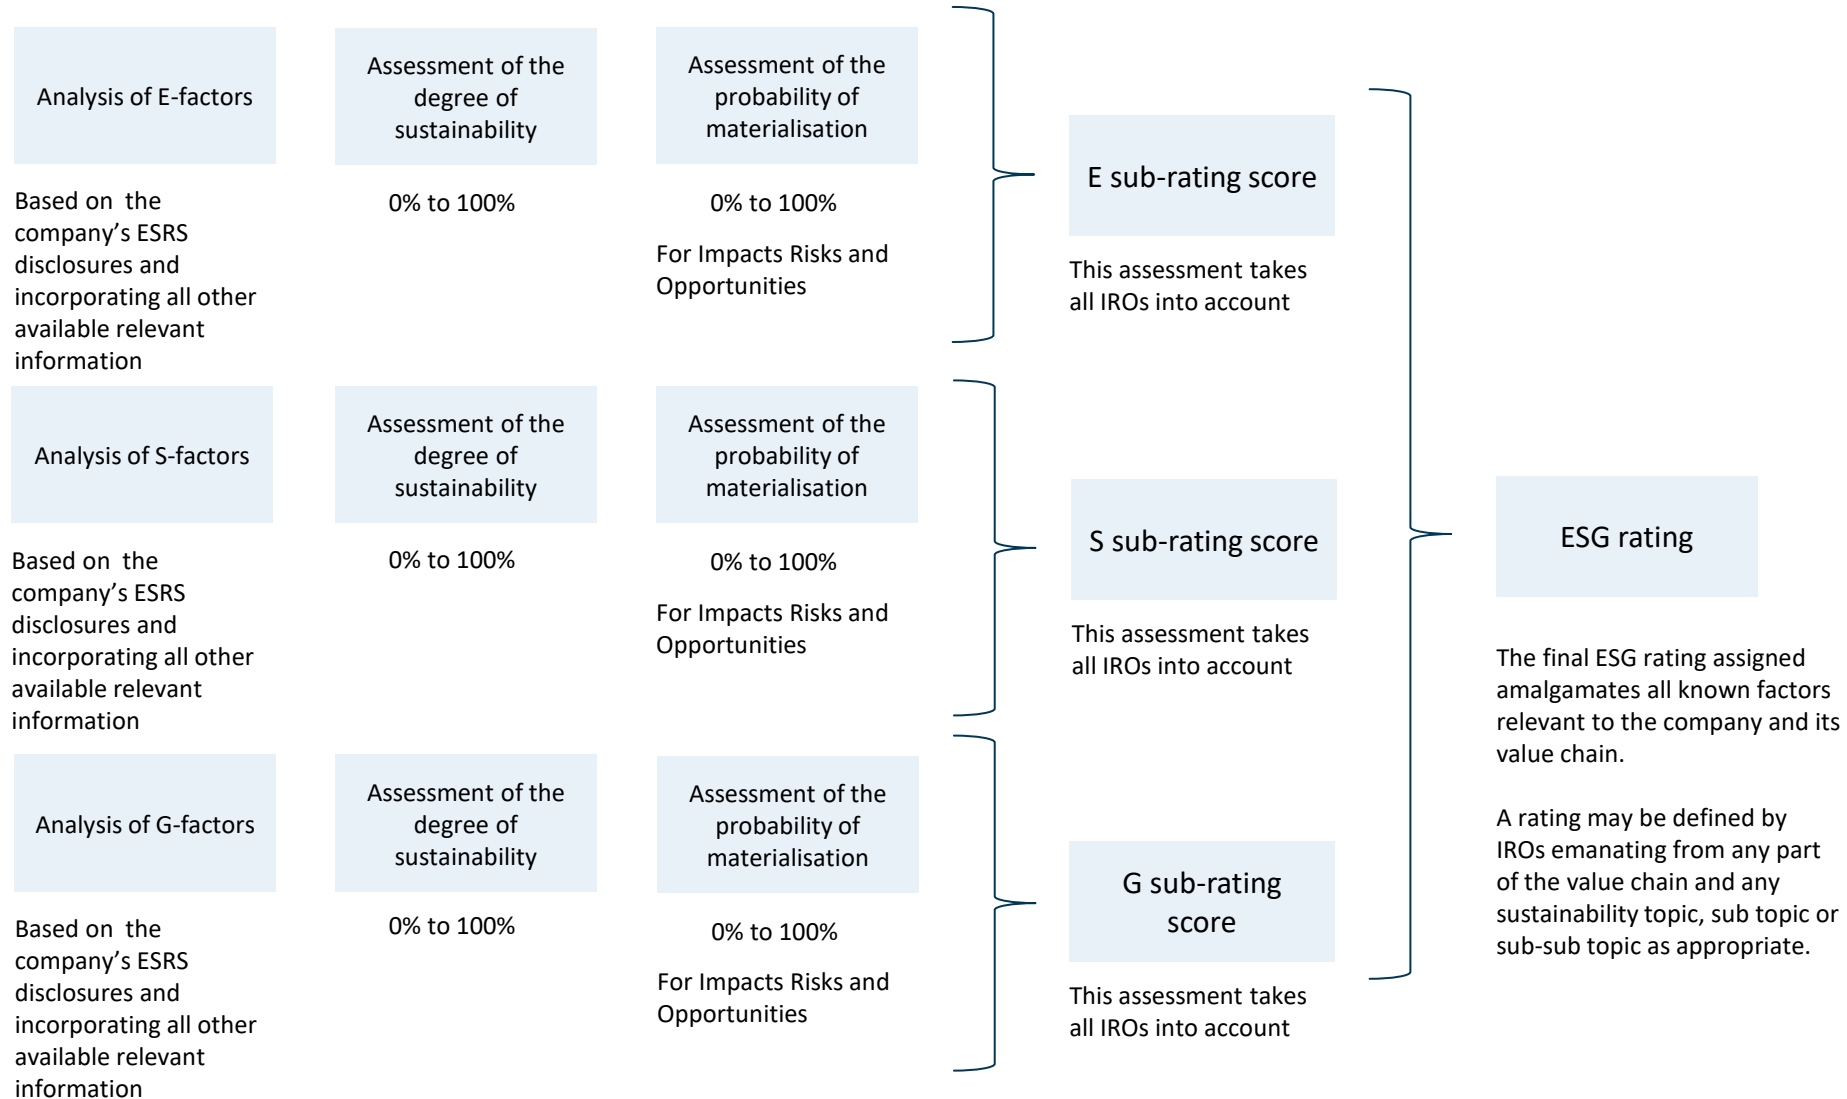 Analysis of E-factors
Based on the
company's ESRS
disclosures and
incorporating all other
available relevant
information
Assessment of the
degree of
sustainability
0% to 100%
Assessment of the
probability of
materialisation
0% to 100%
For Impacts Risks and
Opportunities
E sub-rating score
This assessment takes
all IROs into account
Analysis of S-factors
Based on the
company's ESRS
disclosures and
incorporating all other
available relevant
information
Assessment of the
degree of
sustainability
0% to 100%
Assessment of the
probability of
materialisation
0% to 100%
For Impacts Risks and
Opportunities
S sub-rating score
This assessment takes
all IROs into account
Analysis of G-factors
Based on the
company's ESRS
disclosures and
incorporating all other
available relevant
information
Assessment of the
degree of
sustainability
0% to 100%
Assessment of the
probability of
materialisation
0% to 100%
For Impacts Risks and
Opportunities
G sub-rating
score
This assessment takes
all IROs into account
ESG rating
The final ESG rating assigned
amalgamates all known factors
relevant to the company and its
value chain.
A rating may be defined by
IROs emanating from any part
of the value chain and any
sustainability topic, sub topic or
sub-sub topic as appropriate.